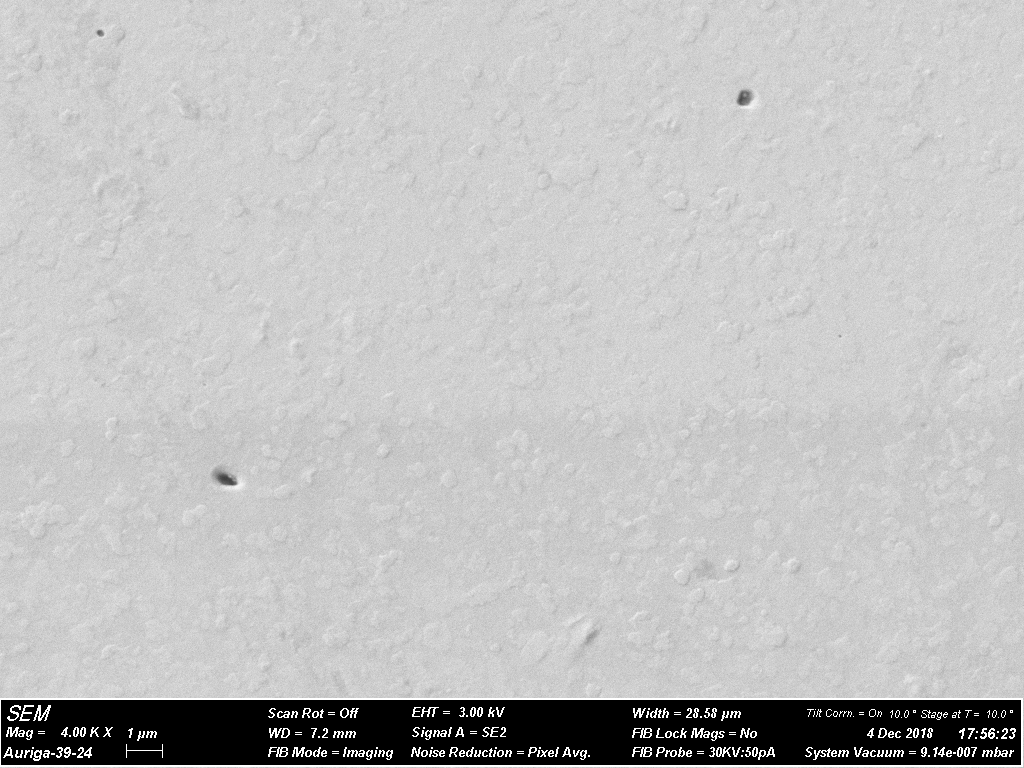 SEM
Mag = 4.00 K X 1 µm
Auriga-39-24
Scan Rot = Off
WD = 7.2 mm
FIB Mode = Imaging
EHT = 3.00 kV
Signal A = SE2
Noise Reduction = Pixel Avg.
Width = 28.58 µm
FIB Lock Mags = No
FIB Probe = 30KV:50pA
Tilt Corrn. = On 10.0° Stage at T = 10.0°
4 Dec 2018 17:56:23
System Vacuum = 9.14e-007 mbar